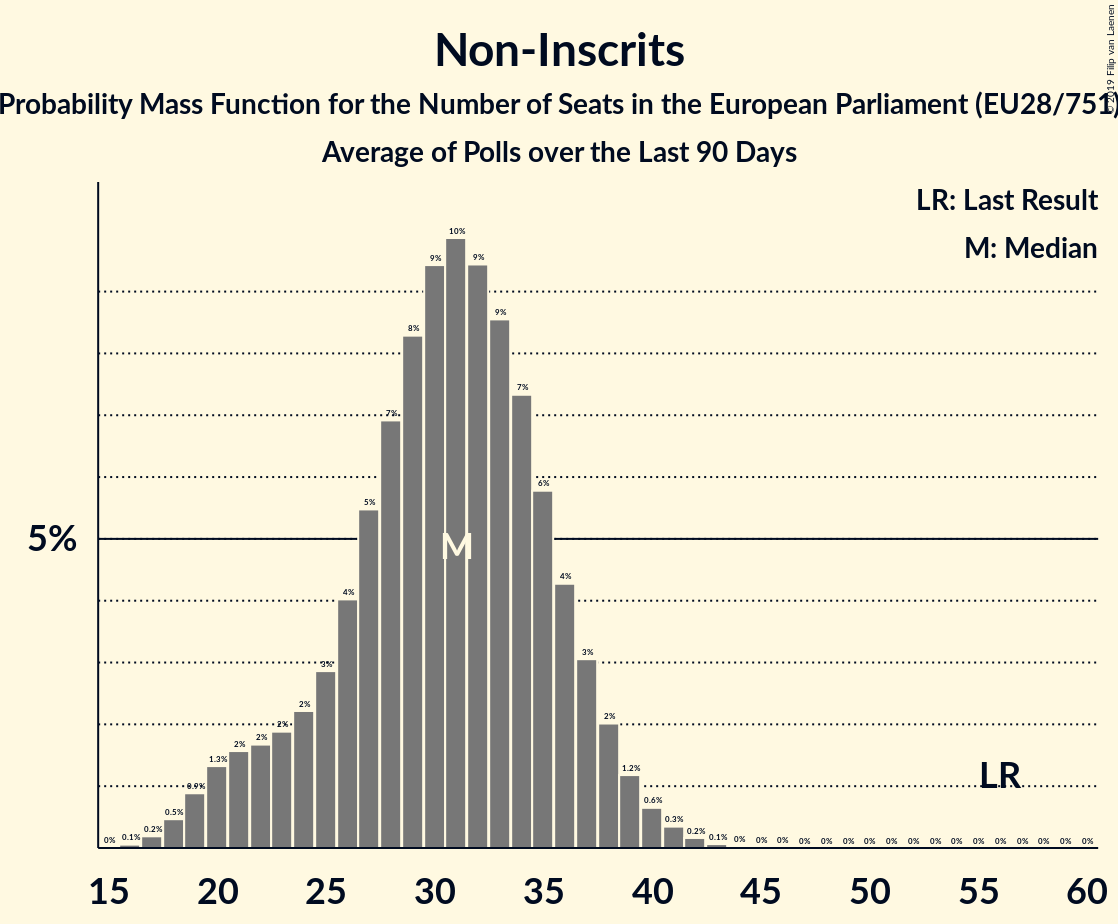 © 2019 Filip van Laenen
Non-Inscrits
Probability Mass Function for the Number of Seats in the European Parliament (EU28/751)
Average of Polls over the Last 90 Days
LR: Last Result
M: Median
5%
0% 0.1% 0.2% 0.5% 0.9% 1.3% 2% 2% 2% 2% 3% 4% 5% 7% 8% 9% 10% 9% 9% 7% 6% 4% 3% 2% 1.2% 0.6% 0.3% 0.2% 0.1% 0% 0% 0% 0% 0% 0% 0% 0% 0% 0% 0% 0% 0% 0% 0% 0% 0%
M
LR
15 20 25 30 35 40 45 50 55 60